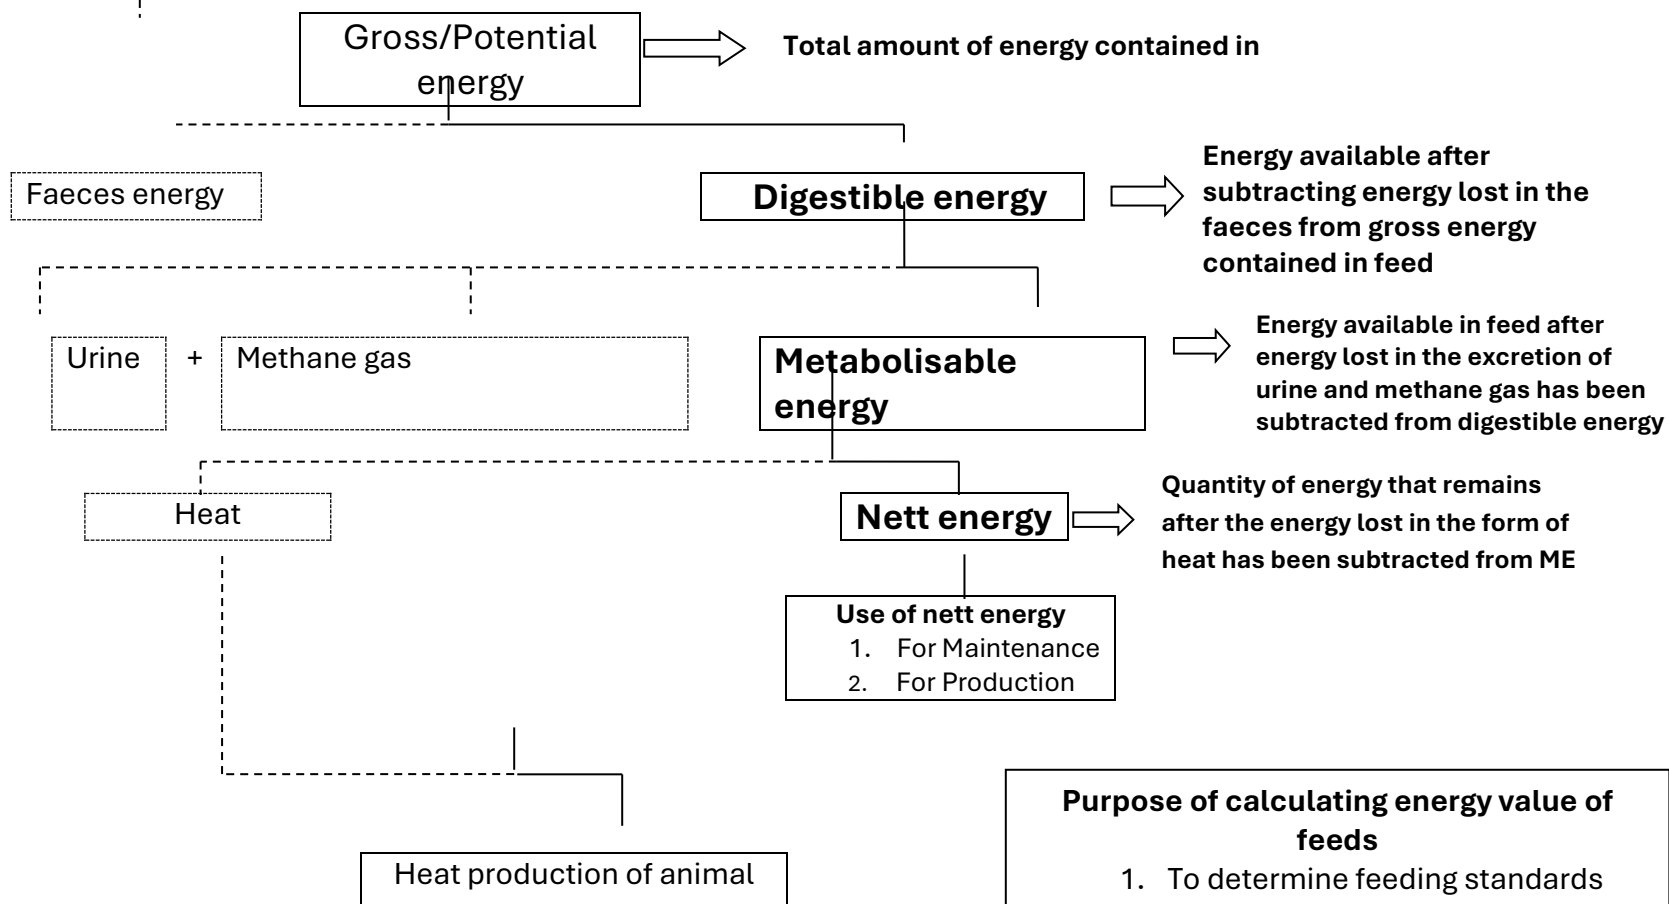 Gross/Potential
energy
Total amount of energy contained in
Faeces energy
Digestible energy
Energy available after
subtracting energy lost in the
faeces from gross energy
contained in feed
Urine
+
Methane gas
Metabolisable
energy
Energy available in feed after
energy lost in the excretion of
urine and methane gas has been
subtracted from digestible energy
Heat
Nett energy
Quantity of energy that remains
after the energy lost in the form of
heat has been subtracted from ME
Use of nett energy
1. For Maintenance
2. For Production
Heat production of animal
Purpose of calculating energy value of
feeds
1. To determine feeding standards